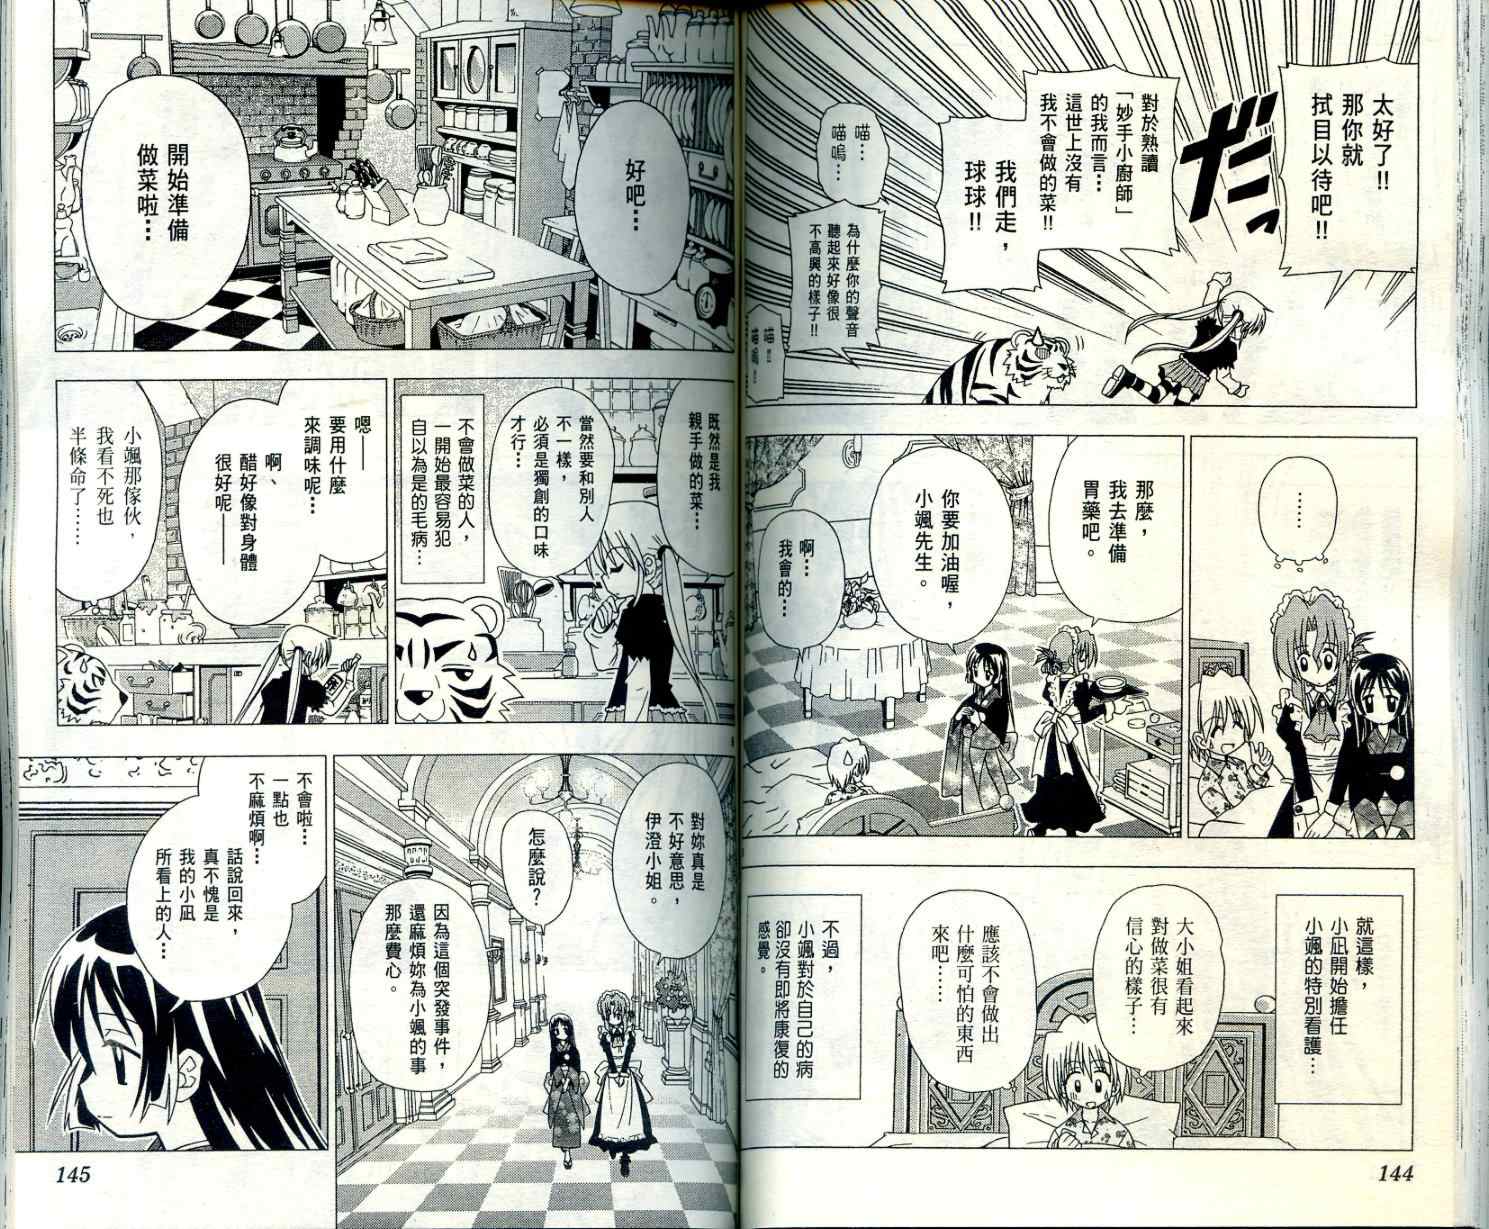 太好了!!
那你就
拭目以待吧!!
ダッ
對於熟讀
「妙手小廚師」
的我而言…
這世上沒有
我不會做的菜!!
我們走，
球球!!
喵…
喵嗚…
為什麼你的聲音
聽起來好像很
不高興的樣子!!
喵!!
喵嗚!!
……
那麼，
我去準備
胃藥吧。
你要加油喔，
小颯先生。
啊…
我會的…
就這樣，
小凪開始擔任
小颯的特別看護…
大小姐看起來
對做菜很有
信心的樣子…
應該不會做出
什麼可怕的東西
來吧……
不過，
小颯對於自己的病
卻沒有即將康復的
感覺。
144
好吧…
開始準備
做菜啦…
既然是我
親手做的菜…
當然要和別人
不一樣，
必須是獨創的口味
才行…
不會做菜的人，
一開始最容易犯
自以為是的毛病…
嗯——
要用什麼
來調味呢…
啊、
醋好像對身體
很好呢——
小颯那傢伙，
我看不死也
半條命了……
對妳真是
不好意思，
伊澄小姐。
怎麼說？
因為這個突發事件，
還麻煩妳為小颯的事
那麼費心。
不會啦…
一點也
不麻煩啊…
話說回來，
真不愧是
我的小凪
所看上的人…
145